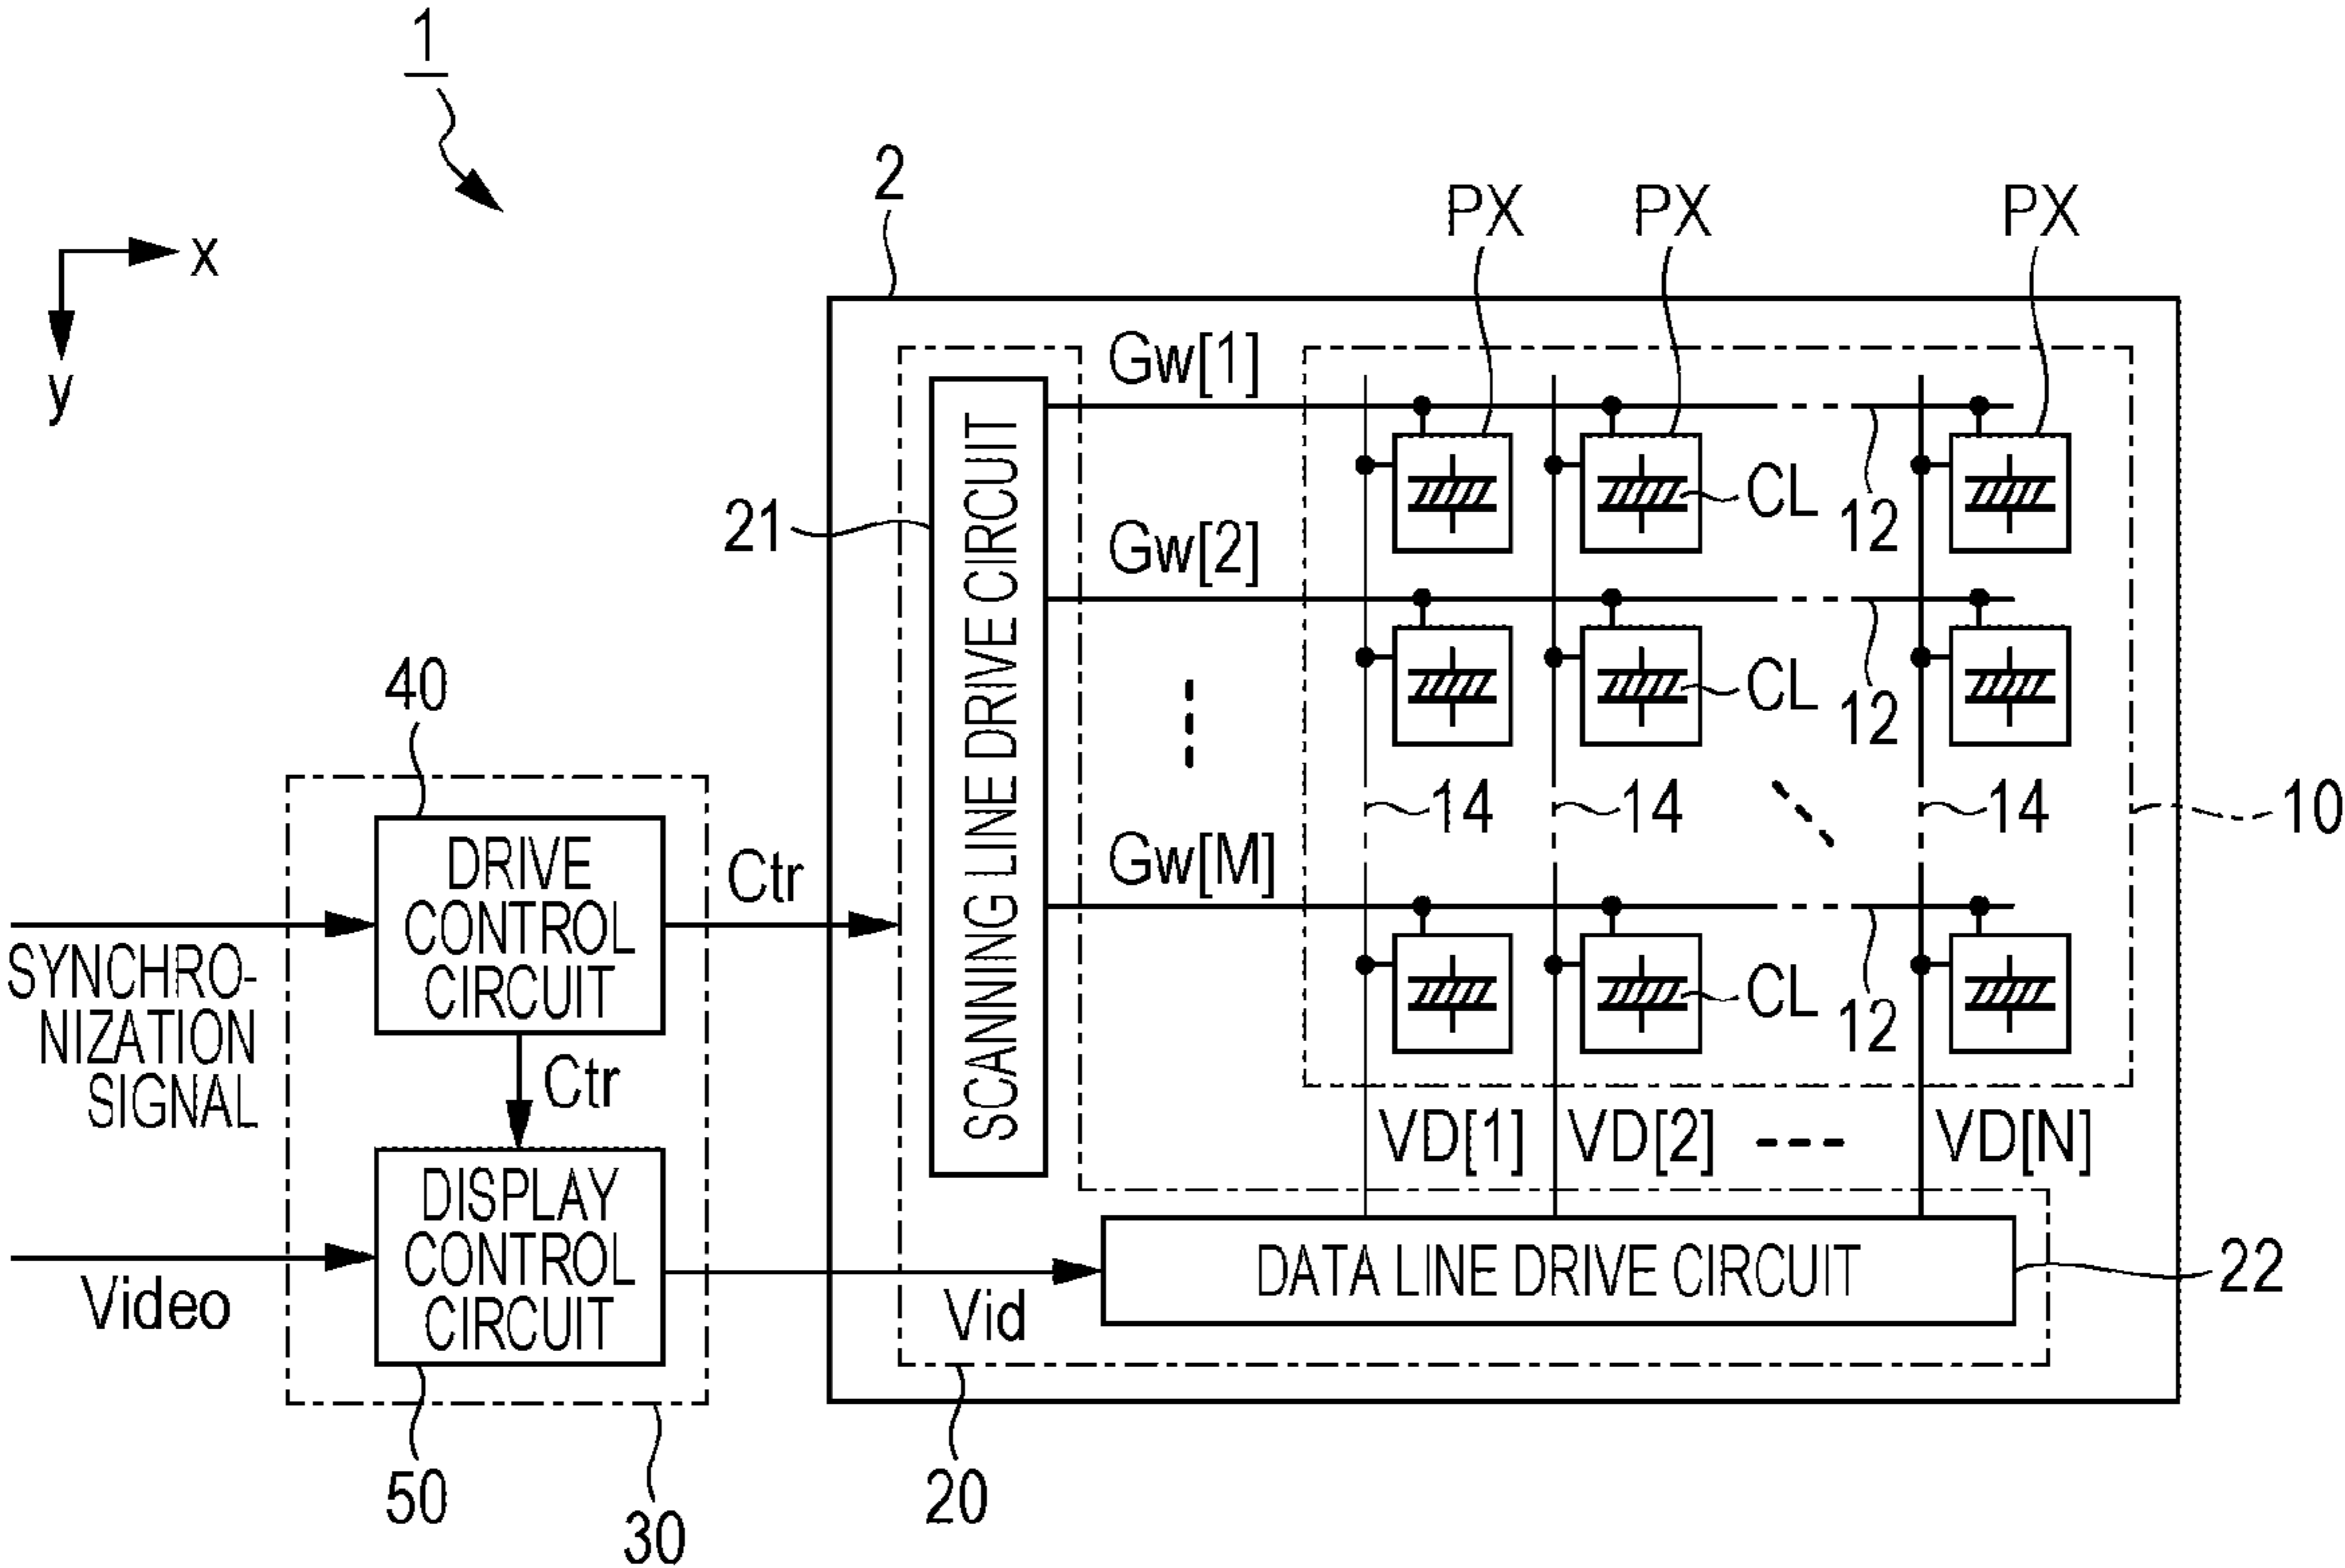 1
2
PX PX PX
x
y
Gw[1]
21
CL
12
Gw[2]
SCANNING LINE DRIVE CIRCUIT
CL
12
40
14 14 14
10
Gw[M]
DRIVE
CONTROL
CIRCUIT
Ctr
SYNCHRO-
NIZATION
SIGNAL
CL
12
Ctr
VD[1] VD[2] VD[N]
DISPLAY
CONTROL
CIRCUIT
Video
Vid
DATA LINE DRIVE CIRCUIT
22
50
30
20